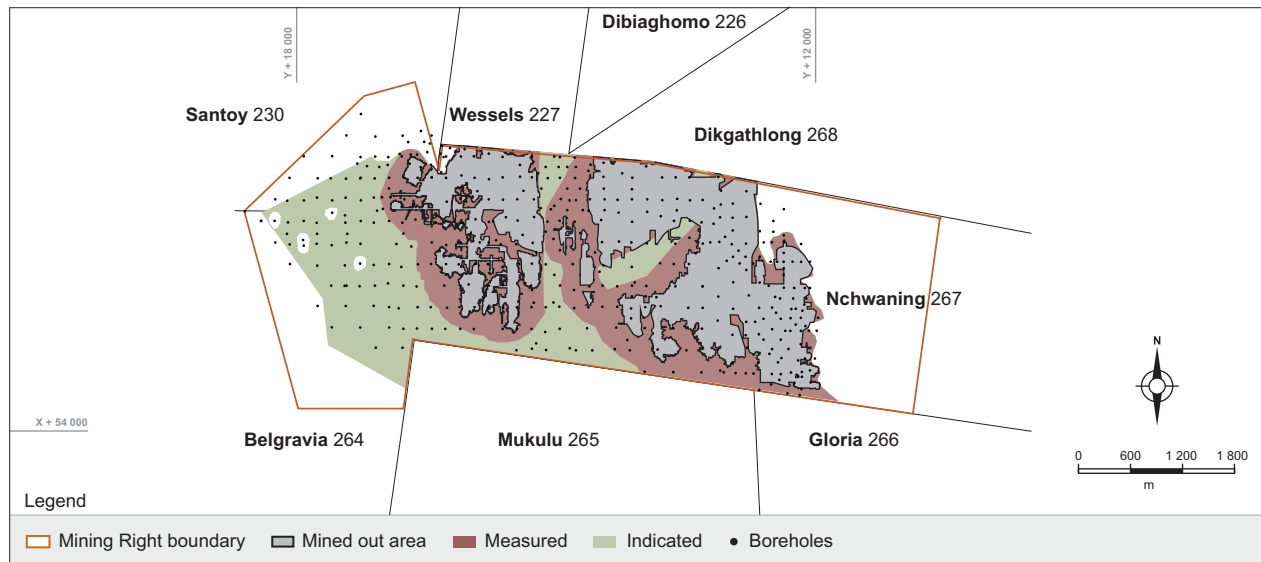 Dibiaghomo 226
Y + 18 000
Y + 12 000
Santoy 230
Wessels 227
Dikgathlong 268
Nchwaning 267
N
X + 54 000
Belgravia 264
Mukulu 265
Gloria 266
0 600 1 200 1 800
m
Legend
Mining Right boundary Mined out area Measured Indicated Boreholes